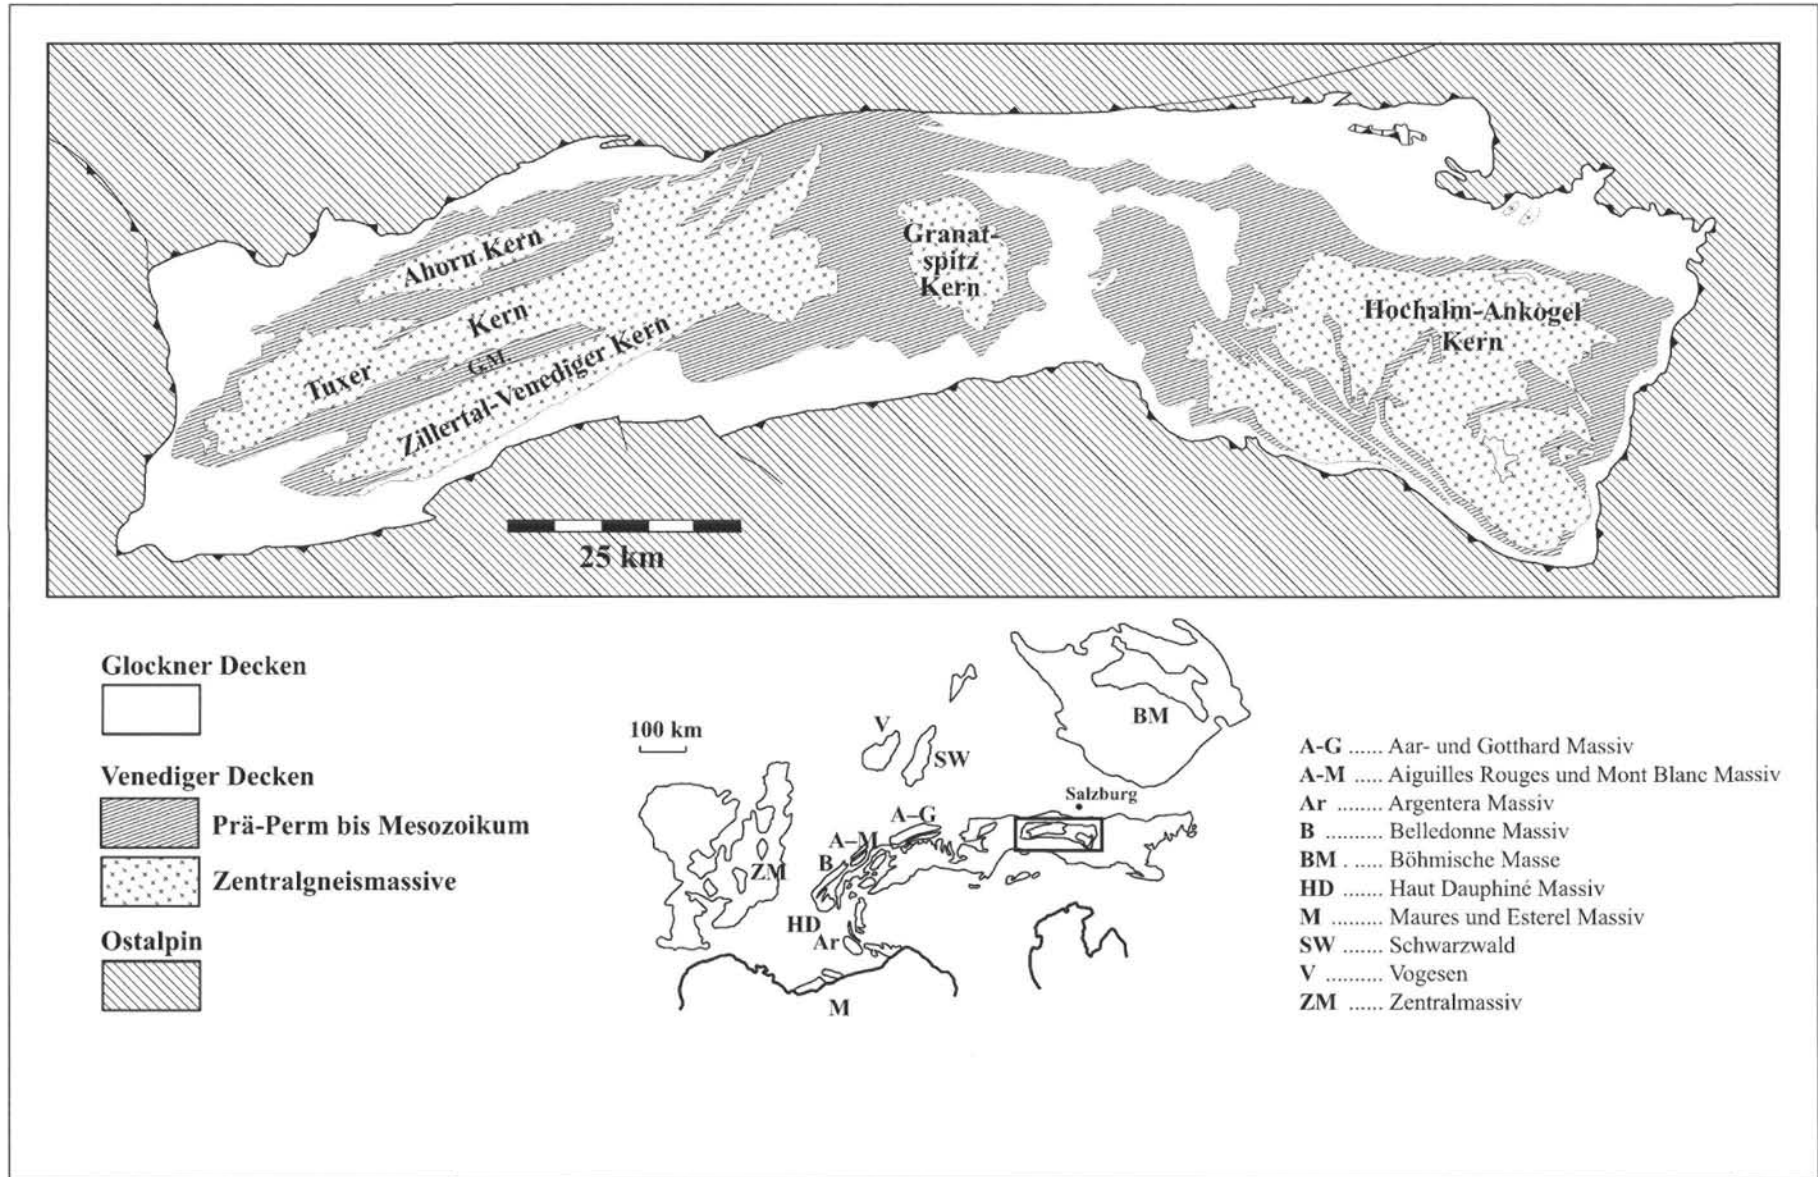 Ahorn Kern
Kern
G.M.
Tuxer
Zillertal-Venediger Kern
Granat-
spitz
Kern
Hochalm-Ankogel
Kern
25 km
Glockner Decken
Venediger Decken
Prä-Perm bis Mesozoikum
Zentralgneismassive
Ostalpin
100 km
V
SW
BM
Salzburg
A–G
A–M
B
ZM
HD
Ar
M
A-G ...... Aar- und Gotthard Massiv
A-M ..... Aiguilles Rouges und Mont Blanc Massiv
Ar ........ Argentera Massiv
B .......... Belledonne Massiv
BM . ..... Böhmische Masse
HD ....... Haut Dauphiné Massiv
M ......... Maures und Esterel Massiv
SW ....... Schwarzwald
V .......... Vogesen
ZM ...... Zentralmassiv